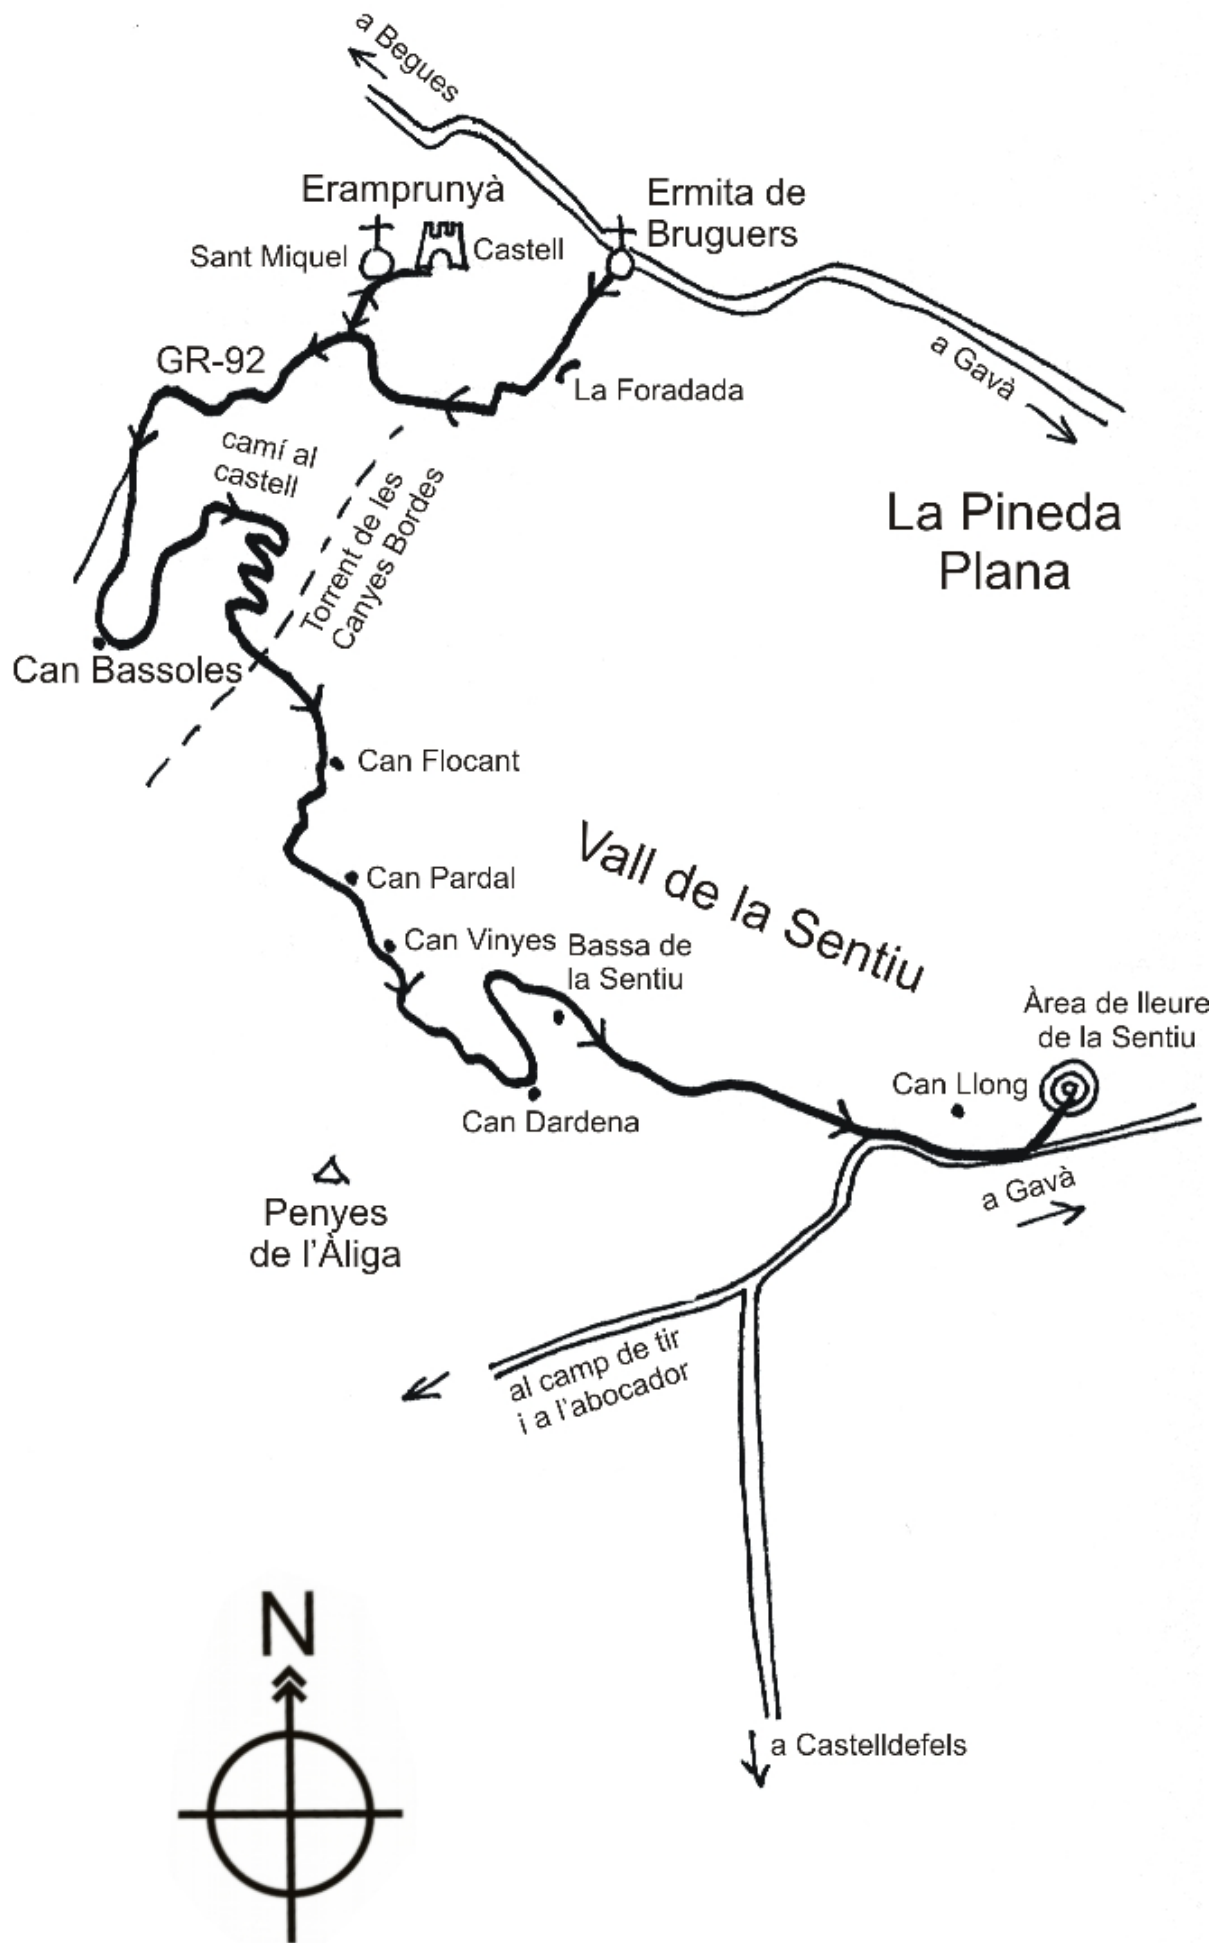 a Begues
Eramprunyà
Ermita de
Bruguers
Sant Miquel
Castell
a Gavà
GR-92
La Foradada
camí al
castell
Torrent de les
Canyes Bordes
La Pineda
Plana
Can Bassoles
Can Flocant
Vall de la Sentiu
Can Pardal
Can Vinyes
Bassa de
la Sentiu
Àrea de lleure
de la Sentiu
Can Llong
Can Dardena
a Gavà
Penyes
de l'Àliga
al camp de tir
i a l'abocador
N
a Castelldefels